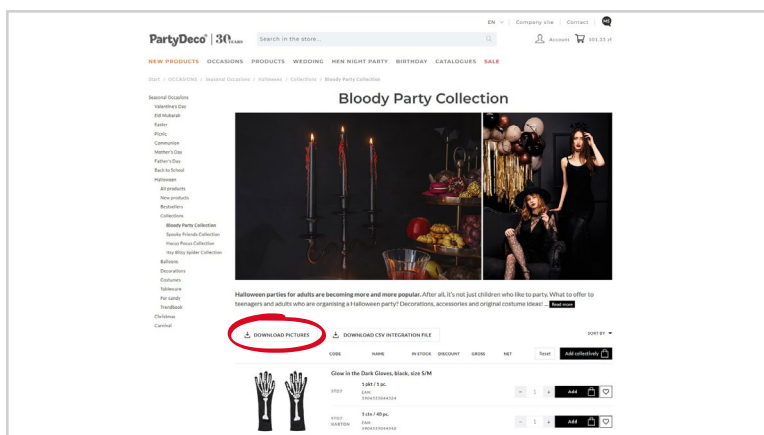 EN
Company site
Contact
PartyDeco® | 30 YEARS
Search in the store...
Account
101.33 zł
NEW PRODUCTS OCCASIONS PRODUCTS WEDDING HEN NIGHT PARTY BIRTHDAY CATALOGUES SALE
Start / OCCASIONS / Seasonal Occasions / Halloween / Collections / Bloody Party Collection
Seasonal Occasions
Valentine's Day
Eid Mubarak
Easter
Picnic
Communion
Mother's Day
Father's Day
Back to School
Halloween
All products
New products
Bestsellers
Collections
Bloody Party Collection
Spooky Friends Collection
Hocus Pocus Collection
Itsy Bitsy Spider Collection
Balloons
Decorations
Costumes
Tableware
For sands
Trendbook
Christmas
Carnival
Bloody Party Collection
Halloween parties for adults are becoming more and more popular. After all, it's not just children who like to party. What to offer to
teenagers and adults who are organising a Halloween party? Decorations, accessories and original costume ideas! ... Read more
DOWNLOAD PICTURES
DOWNLOAD CSV INTEGRATION FILE
SORT BY
CODE NAME IN STOCK DISCOUNT GROSS NET Reset Add collectively
Glow in the Dark Gloves, black, size S/M
1 pkt / 1 pc.
EAN:
1 Add
1 ctn / 40 pc.
KARTON
EAN:
1 Add